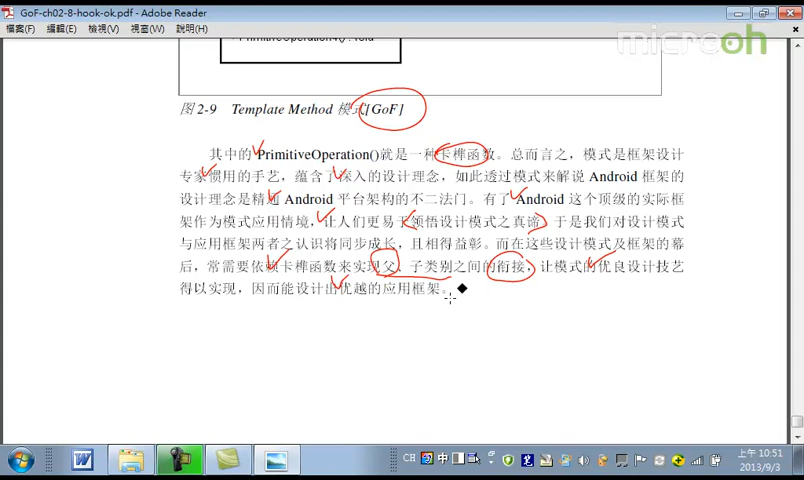 GoF-ch02-8-hook-ok.pdf - Adobe Reader
檔案(F) 編輯(E) 檢視(V) 視窗(W) 說明(H)
microoh
图 2-9 Template Method 模式[GoF]
其中的 PrimitiveOperation()就是一种卡榫函数。总而言之，模式是框架设计
专家惯用的手艺，蕴含了深入的设计理念，如此透过模式来解说 Android 框架的
设计理念是精通 Android 平台架构的不二法门。有了 Android 这个顶级的实际框
架作为模式应用情境，让人们更易于领悟设计模式之真谛，于是我们对设计模式
与应用框架两者之认识将同步成长，且相得益彰。而在这些设计模式及框架的幕
后，常需要依赖卡榫函数来实现父、子类别之间的衔接，让模式的优良设计技艺
得以实现，因而能设计出优越的应用框架。◆
CH 中
上午 10:51
2013/9/3